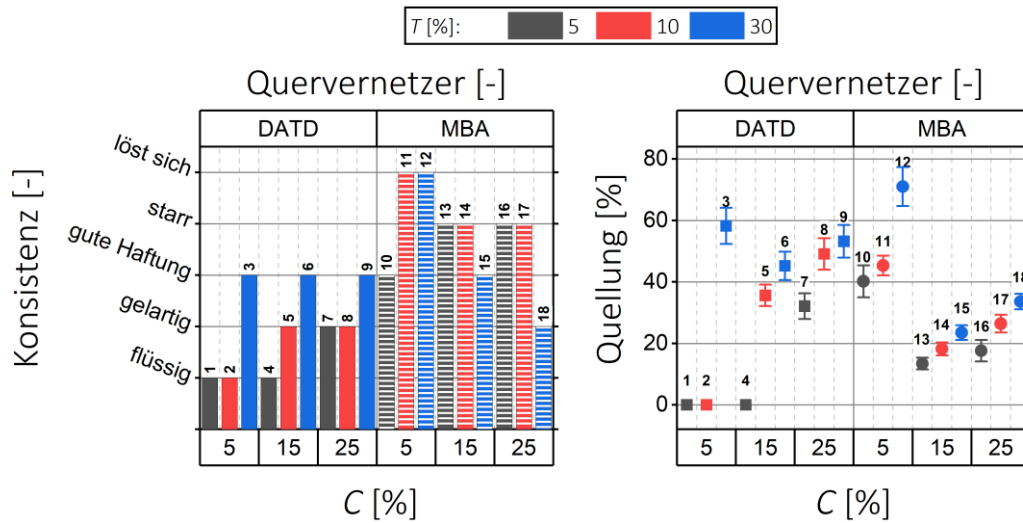 T [%]: 5 10 30
Quervernetzer [-]
DATD MBA
Konsistenz [-]
löst sich
starr
gute Haftung
gelartig
flüssig
1 2 3 4 5 6 7 8 9 10 11 12 13 14 15 16 17 18
5 15 25 5 15 25
C [%]
Quervernetzer [-]
DATD MBA
Quellung [%]
80
60
40
20
0
1 2 3 4 5 6 7 8 9 10 11 12 13 14 15 16 17 18
5 15 25 5 15 25
C [%]